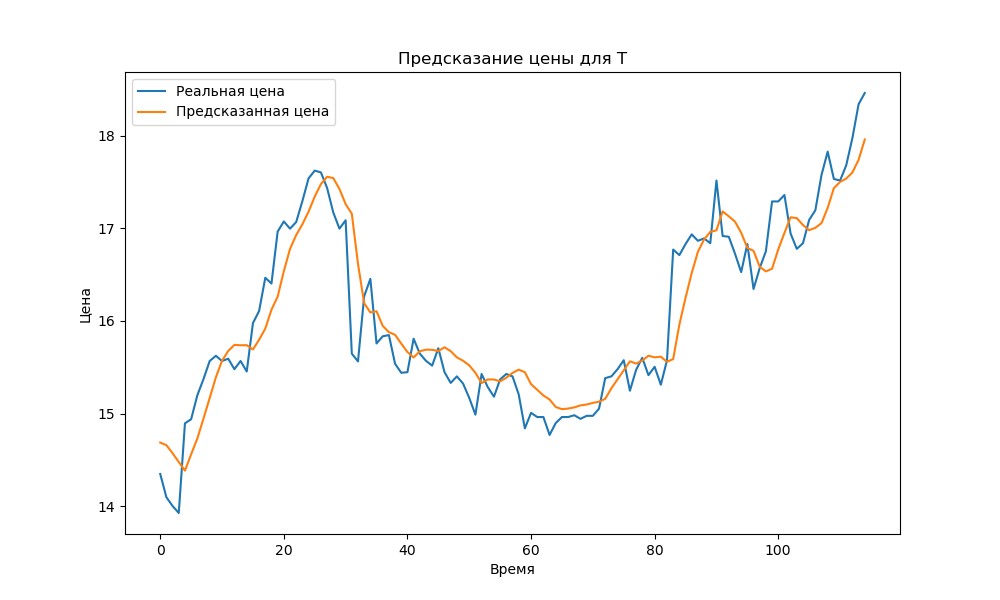 Предсказание цены для T
Реальная цена
Предсказанная цена
Цена
18
17
16
15
14
0 20 40 60 80 100
Время